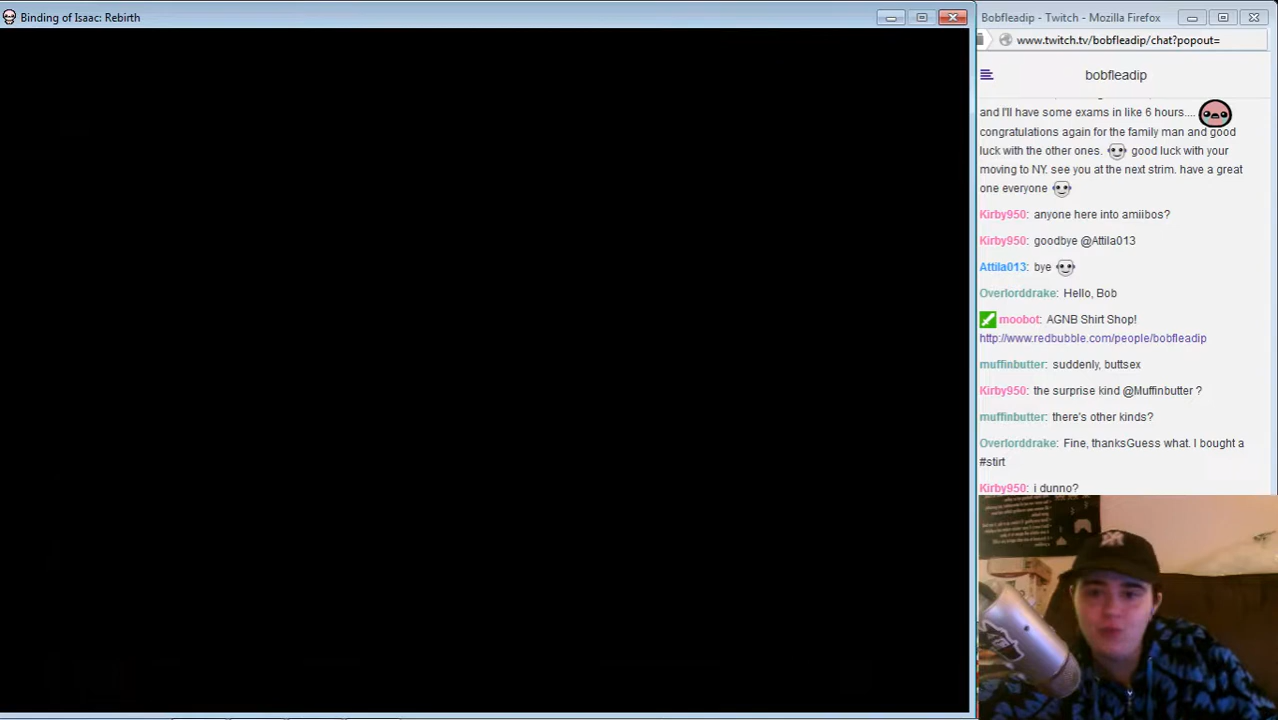 Binding of Isaac: Rebirth
Bobfleadip - Twitch - Mozilla Firefox
www.twitch.tv/bobfleadip/chat?popout=
bobfleadip
and I'll have some exams in like 6 hours....
congratulations again for the family man and good
luck with the other ones. good luck with your
moving to NY. see you at the next strim. have a great
one everyone
Kirby950: anyone here into amiibos?
Kirby950: goodbye @Attila013
Attila013: bye
Overlorddrake: Hello, Bob
moobot: AGNB Shirt Shop!
http://www.redbubble.com/people/bobfleadip
muffinbutter: suddenly, buttsex
Kirby950: the surprise kind @Muffinbutter ?
muffinbutter: there's other kinds?
Overlorddrake: Fine, thanksGuess what. I bought a
#stirt
Kirby950: i dunno?